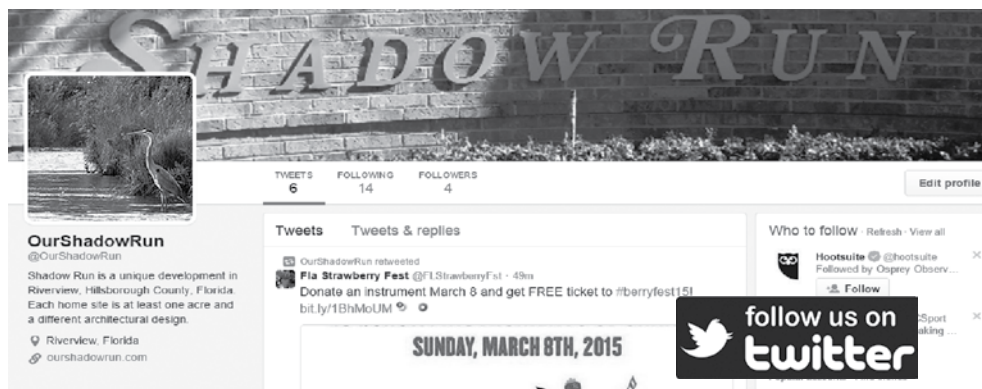 SHADOW RUN
TWEETS FOLLOWING FOLLOWERS
6 14 4
Edit profile
OurShadowRun
@OurShadowRun
Shadow Run is a unique development in
Riverview, Hillsborough County, Florida.
Each home site is at least one acre and
a different architectural design.
Riverview, Florida
ourshadowrun.com
Tweets Tweets & replies
OurShadowRun retweeted
Fla Strawberry Fest @FLStrawberryFst · 49m
Donate an instrument March 8 and get FREE ticket to #berryfest15!
bit.ly/1BhMoUM
SUNDAY, MARCH 8TH, 2015
Who to follow · Refresh · View all
Hootsuite @hootsuite
Followed by Osprey Observ...
Follow
CSport
aking ...
follow us on
twitter